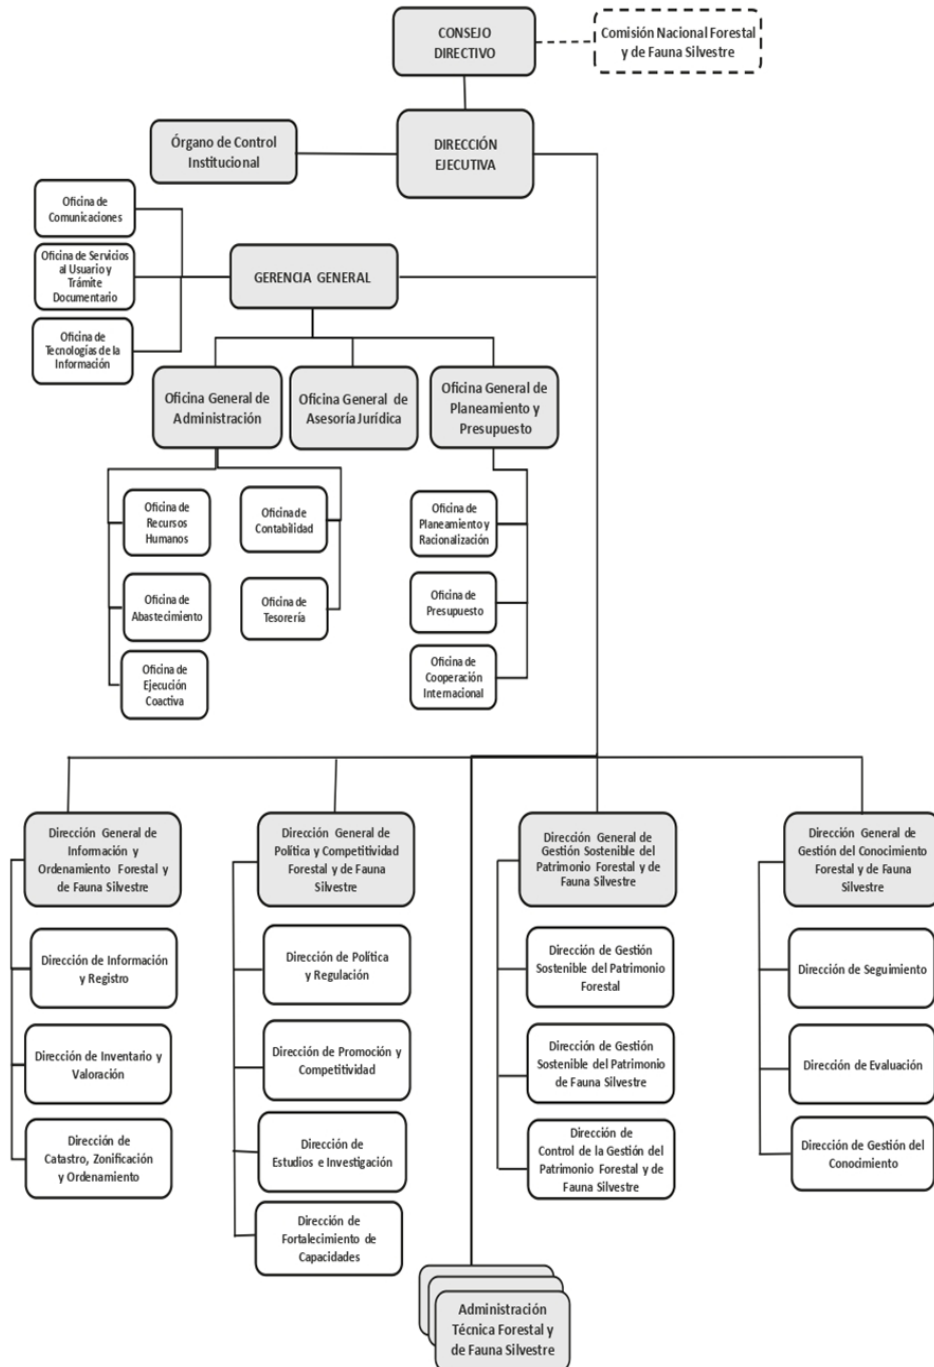 CONSEJO
DIRECTIVO
Comisión Nacional Forestal
y de Fauna Silvestre
Órgano de Control
Institucional
DIRECCIÓN
EJECUTIVA
Oficina de
Comunicaciones
Oficina de Servicios
al Usuario y
Trámite
Documentario
GERENCIA GENERAL
Oficina de
Tecnologías de la
Información
Oficina General de
Administración
Oficina General de
Asesoría Jurídica
Oficina General de
Planeamiento y
Presupuesto
Oficina de
Recursos
Humanos
Oficina de
Contabilidad
Oficina de
Planeamiento y
Racionalización
Oficina de
Abastecimiento
Oficina de
Tesorería
Oficina de
Presupuesto
Oficina de
Ejecución
Coactiva
Oficina de
Cooperación
Internacional
Dirección General de
Información y
Ordenamiento Forestal y
de Fauna Silvestre
Dirección General de
Política y Competitividad
Forestal y de Fauna
Silvestre
Dirección General de
Gestión Sostenible del
Patrimonio Forestal y de
Fauna Silvestre
Dirección General de
Gestión del Conocimiento
Forestal y de Fauna
Silvestre
Dirección de Información
y Registro
Dirección de Política
y Regulación
Dirección de Gestión
Sostenible del Patrimonio
Forestal
Dirección de Seguimiento
Dirección de Inventario y
Valoración
Dirección de Promoción y
Competitividad
Dirección de Gestión
Sostenible del Patrimonio
de Fauna Silvestre
Dirección de Evaluación
Dirección de
Catastro, Zonificación
y Ordenamiento
Dirección de
Estudios e Investigación
Dirección de
Control de la Gestión del
Patrimonio Forestal y de
Fauna Silvestre
Dirección de Gestión del
Conocimiento
Dirección de
Fortalecimiento de
Capacidades
Administración
Técnica Forestal y
de Fauna Silvestre